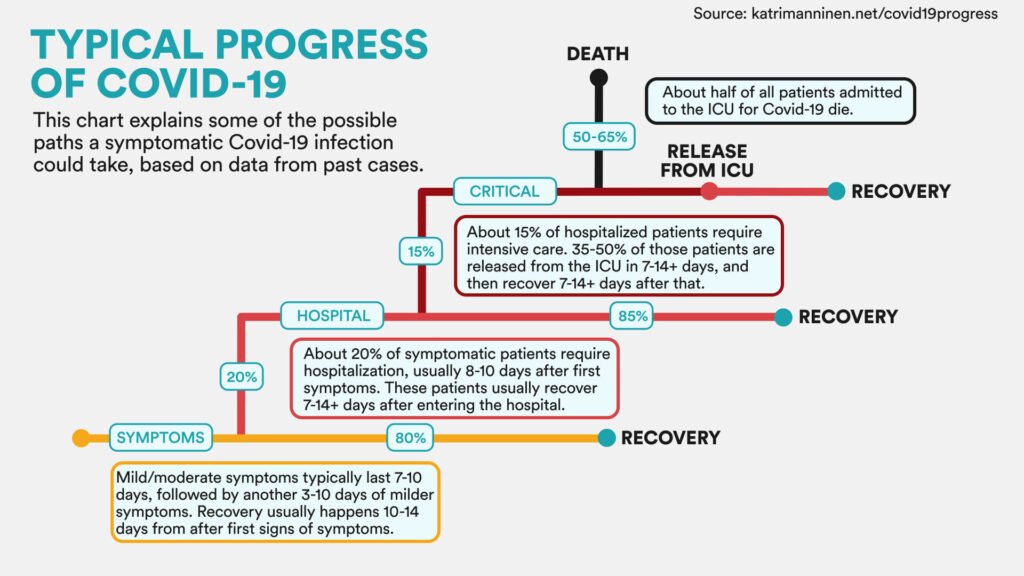 Source: katrimanninen.net/covid19progress
TYPICAL PROGRESS
OF COVID-19
This chart explains some of the possible
paths a symptomatic Covid-19 infection
could take, based on data from past cases.
DEATH
About half of all patients admitted
to the ICU for Covid-19 die.
50-65%
RELEASE
FROM ICU
CRITICAL
RECOVERY
About 15% of hospitalized patients require
intensive care. 35-50% of those patients are
released from the ICU in 7-14+ days, and
then recover 7-14+ days after that.
15%
HOSPITAL
85%
RECOVERY
About 20% of symptomatic patients require
hospitalization, usually 8-10 days after first
symptoms. These patients usually recover
7-14+ days after entering the hospital.
20%
SYMPTOMS
80%
RECOVERY
Mild/moderate symptoms typically last 7-10
days, followed by another 3-10 days of milder
symptoms. Recovery usually happens 10-14
days from after first signs of symptoms.